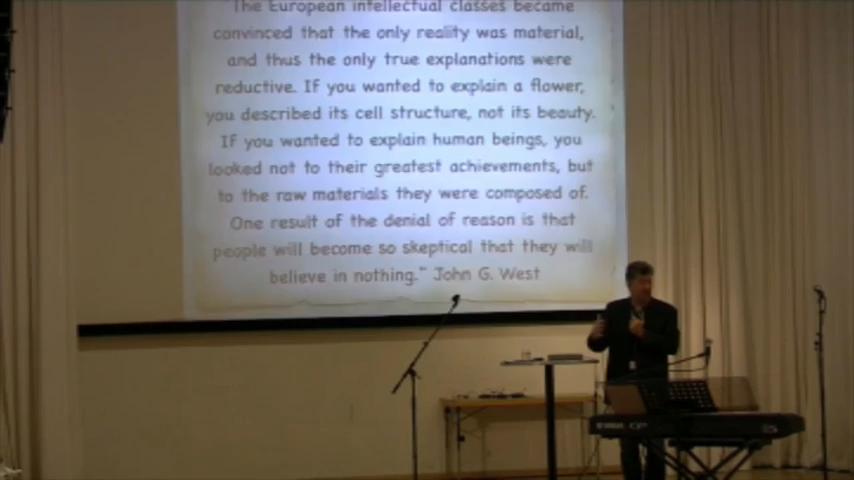 "The European intellectual classes became
convinced that the only reality was material,
and thus the only true explanations were
reductive. If you wanted to explain a flower,
you described its cell structure, not its beauty.
If you wanted to explain human beings, you
looked not to their greatest achievements, but
to the raw materials they were composed of.
One result of the denial of reason is that
people will become so skeptical that they will
believe in nothing." John G. West